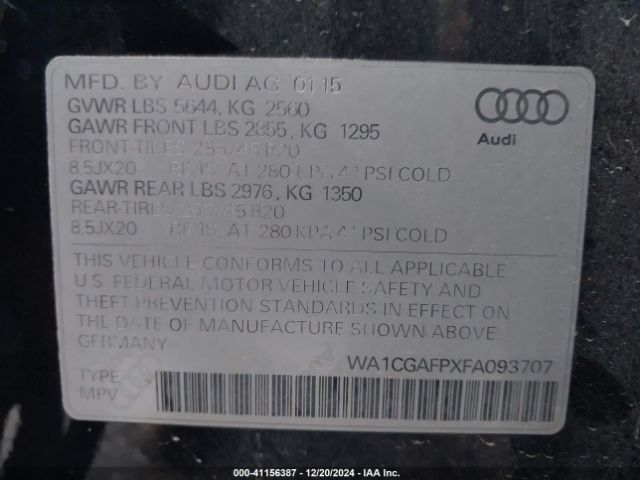 MFD. BY AUDI AG 01 15
GVWR LBS 5644, KG 2560
GAWR FRONT LBS 2855, KG 1295
FRONT-TIRES 255/45 R20
8.5JX20 RIMS AT 280 KPA 41 PSI COLD
GAWR REAR LBS 2976, KG 1350
REAR-TIRES 255/45 R20
8.5JX20 RIMS AT 280 KPA 41 PSI COLD
Audi
THIS VEHICLE CONFORMS TO ALL APPLICABLE
U.S. FEDERAL MOTOR VEHICLE SAFETY AND
THEFT PREVENTION STANDARDS IN EFFECT ON
THE DATE OF MANUFACTURE SHOWN ABOVE
GERMANY
WA1CGAFPXFA093707
TYPE
MPV
000-41156387 - 12/20/2024 - IAA Inc.